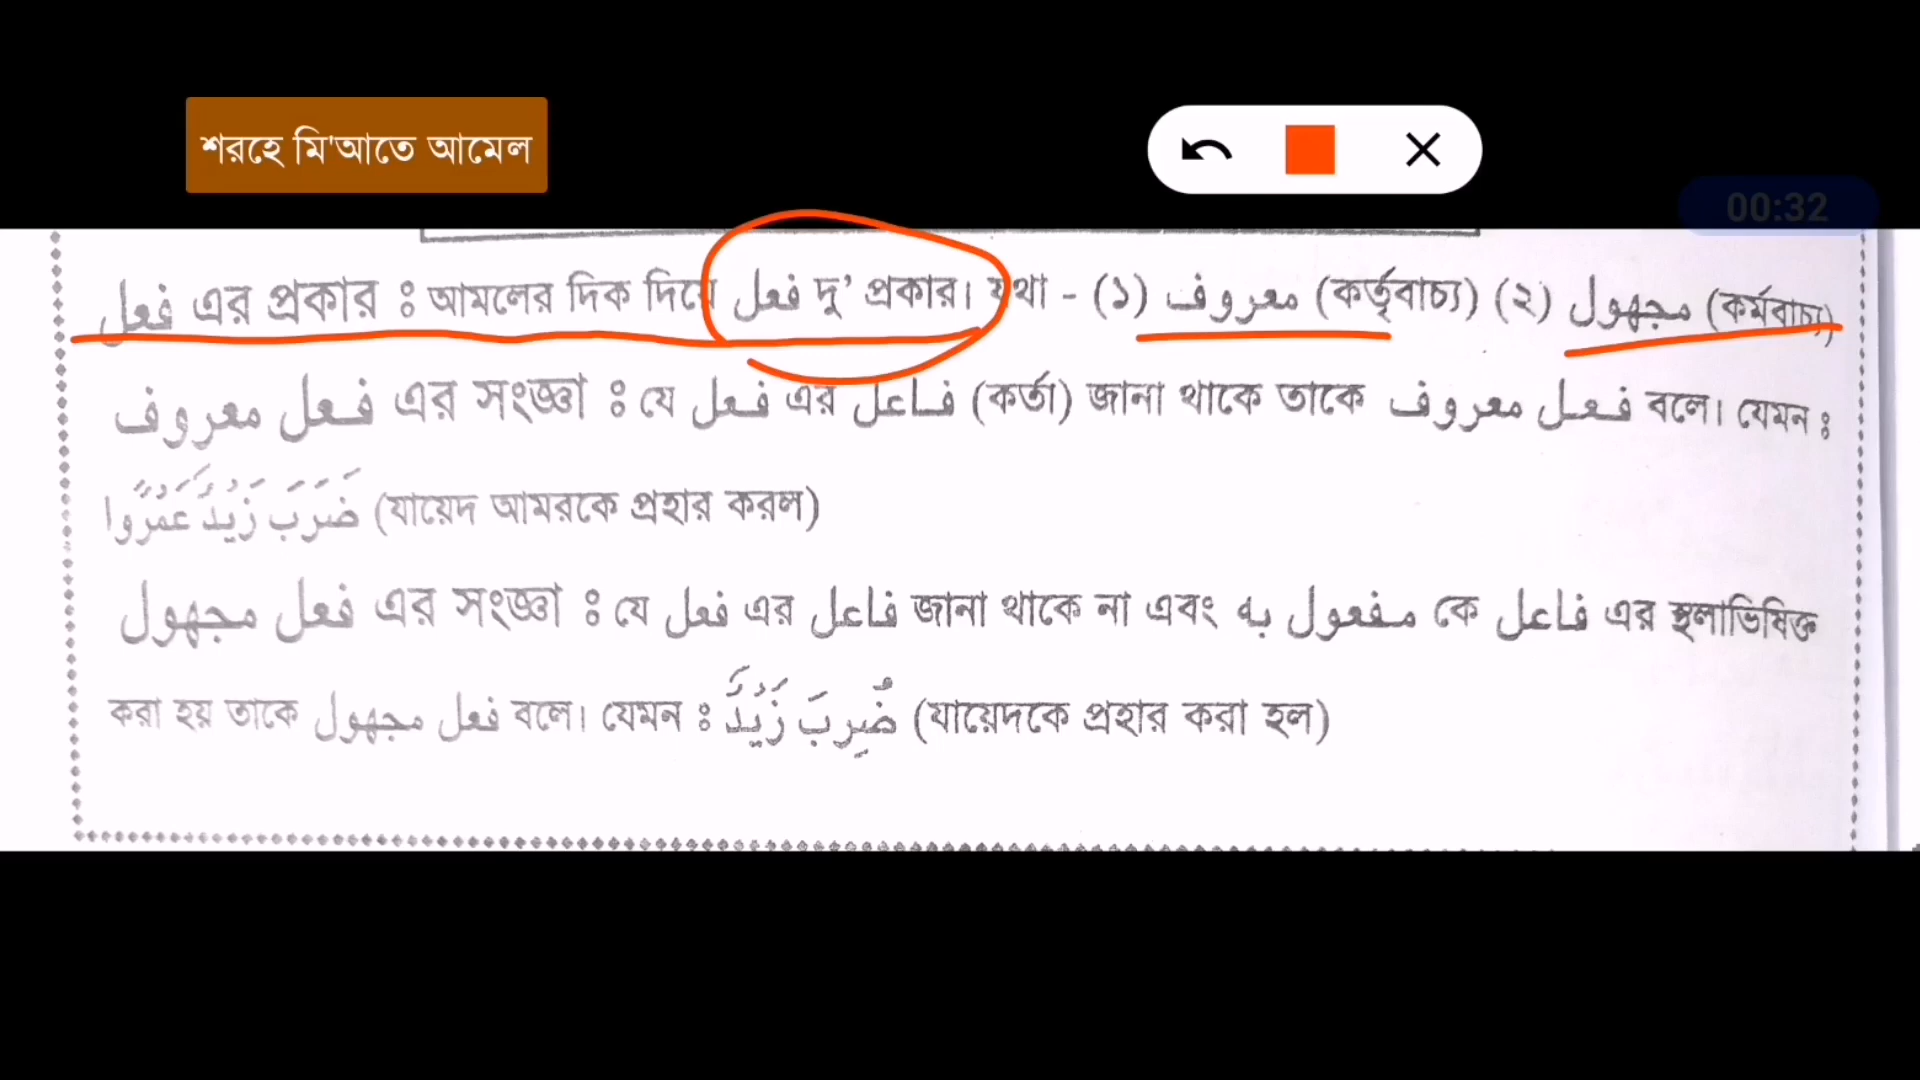 শরহে মি'আতে আমেল
00:32
فعل এর প্রকার : আমলের দিক দিয়ে فعل দু’ প্রকার। যথা - (১) معروف (কর্তৃবাচ্য) (২) مجهول (কর্মবাচ্য)
فعل معروف এর সংজ্ঞা : যে فعل এর فاعل (কর্তা) জানা থাকে তাকে فعل معروف বলে। যেমন :
ضَرَبَ زَيْدٌ عَمْرًوا (যায়েদ আমরকে প্রহার করল)
فعل مجهول এর সংজ্ঞা : যে فعل এর فاعل জানা থাকে না এবং مفعول به কে فاعل এর স্থলাভিষিক্ত
করা হয় তাকে فعل مجهول বলে। যেমন : ضُرِبَ زَيْدٌ (যায়েদকে প্রহার করা হল)